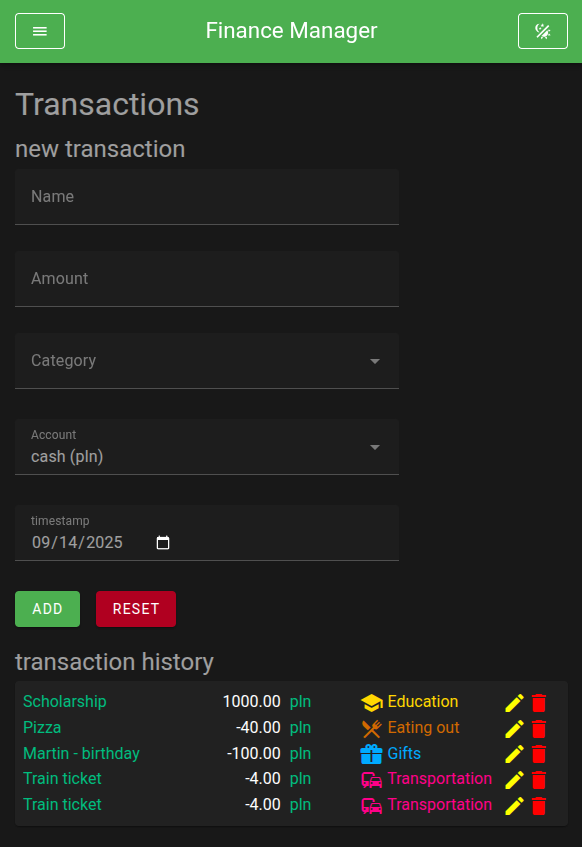 Finance Manager
Transactions
new transaction
Name
Amount
Category
Account
cash (pln)
timestamp
09/14/2025
ADD RESET
transaction history
Scholarship 1000.00 pln Education
Pizza -40.00 pln Eating out
Martin - birthday -100.00 pln Gifts
Train ticket -4.00 pln Transportation
Train ticket -4.00 pln Transportation